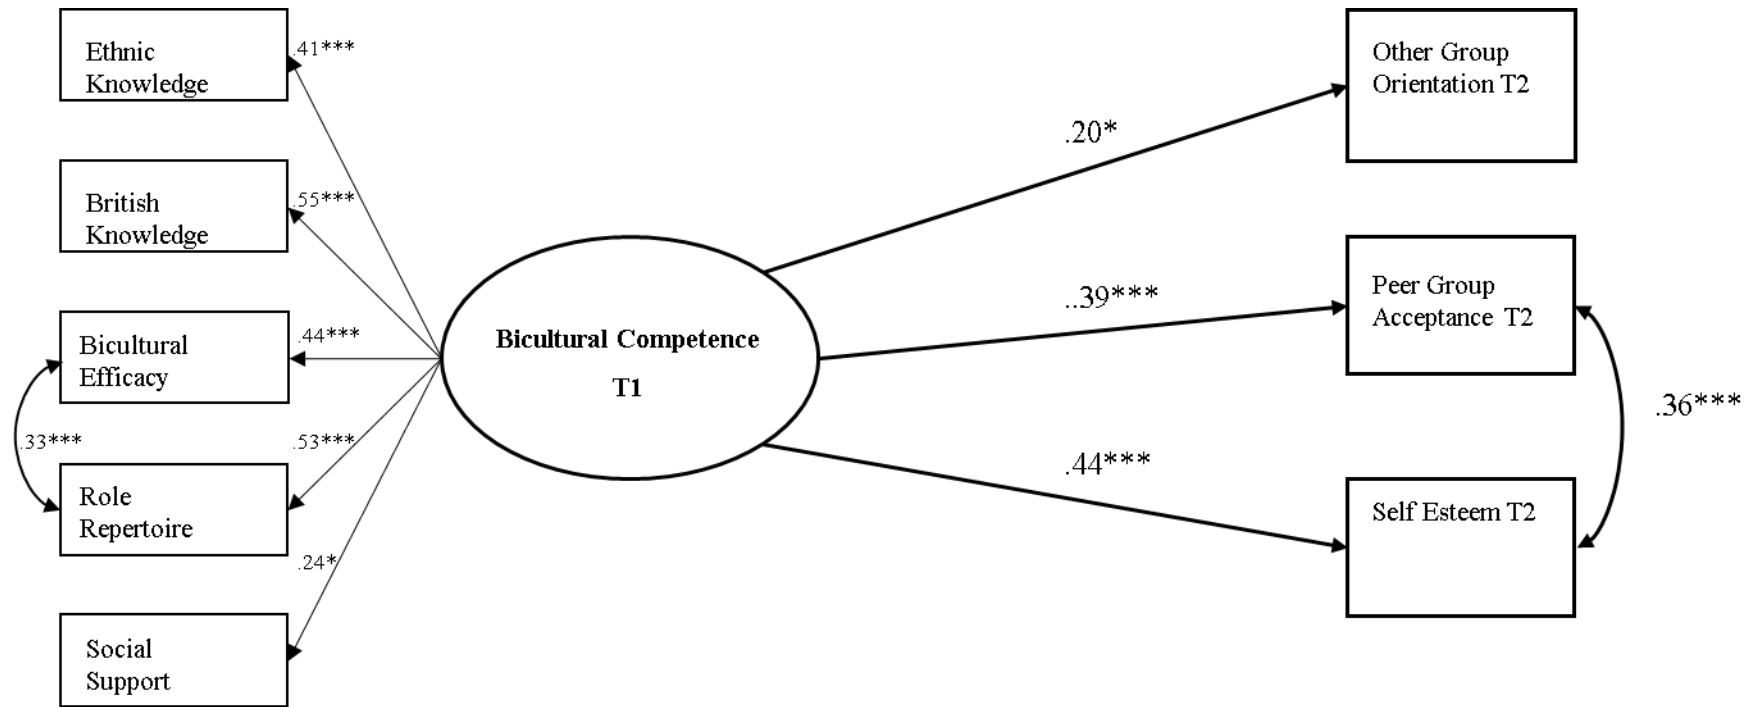 Ethnic
Knowledge
.41***
British
Knowledge
.55***
Bicultural
Efficacy
.44***
.33***
Role
Repertoire
.53***
Social
Support
.24*
Bicultural Competence
T1
.20*
..39***
.44***
Other Group
Orientation T2
Peer Group
Acceptance T2
Self Esteem T2
.36***